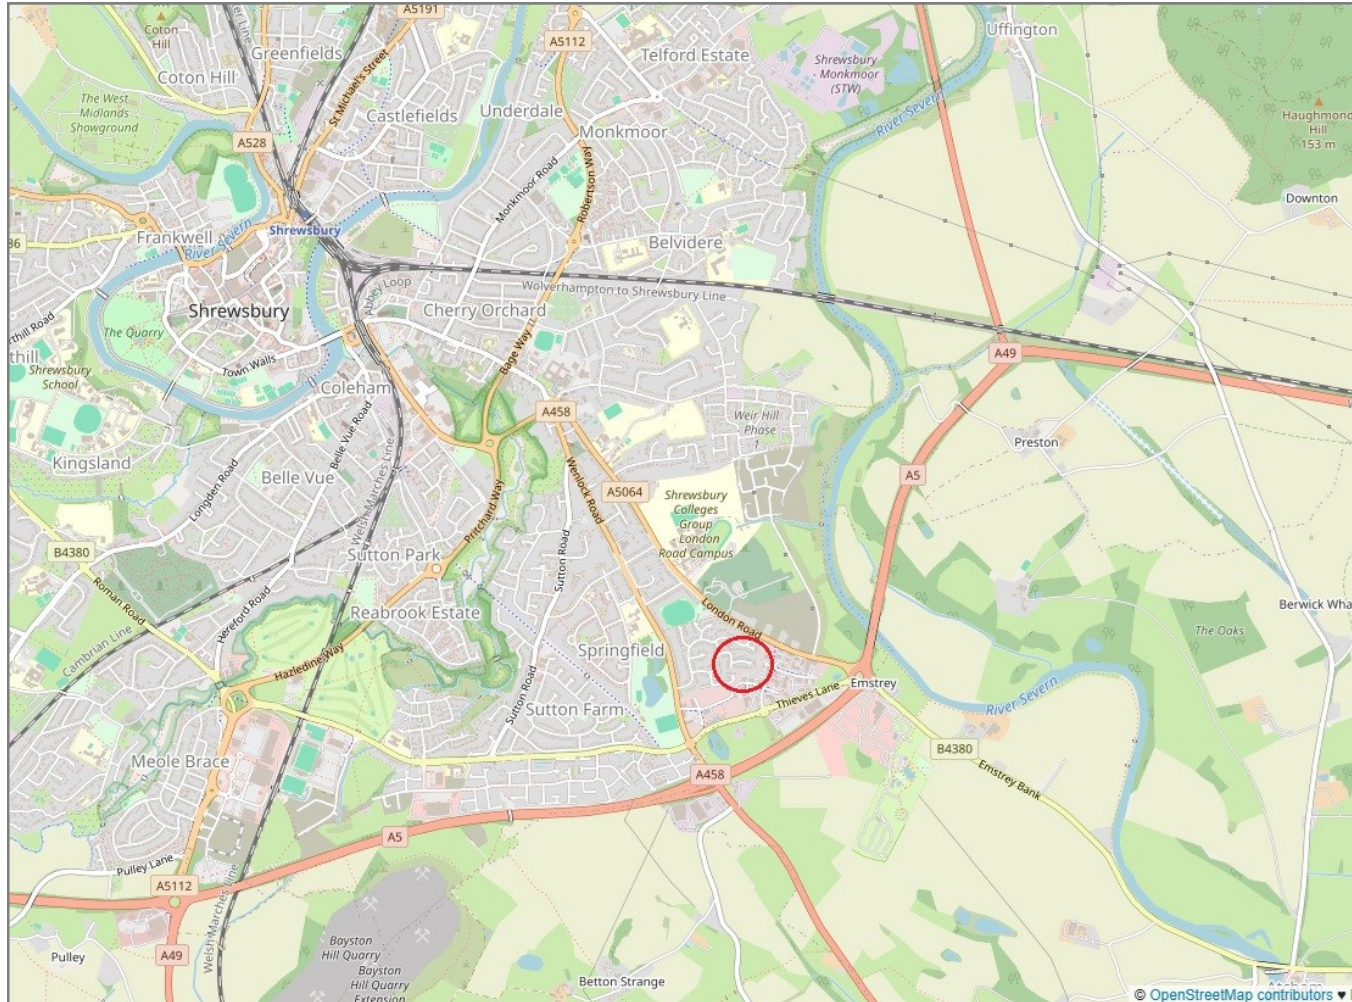 A5191
Coton
Hill
Greenfields
Uffington
A5112
Telford Estate
Coton Hill
St Michael's Street
Shrewsbury
Monkmoor
(STW)
The West
Midlands
Showground
Castlefields
Underdale
Monkmoor
River Severn
Haughmond
Hill
153 m
A528
Monkmoor Road
Robertson Way
Downton
Frankwell
River Severn
Shrewsbury
Belvidere
Abbey Loop
Wolverhampton to Shrewsbury Line
Shrewsbury
Cherry Orchard
The Quarry
Bage Way
A49
Shrewsbury
School
Town Walls
Coleham
A458
Weir Hill
Phase
1
Preston
Kingsland
Longden Road
Belle Vue
Belle Vue Road
Welsh Marches Line
Wenlock Road
A5064
A5
Shrewsbury
Colleges
Group
London
Road Campus
Pritchard Way
B4380
Sutton Park
Sutton Road
Roman Road
Hereford Road
Reabrook Estate
London Road
Berwick Wha
The Oaks
Cambrian Line
Hazledine Way
Springfield
Emstrey
Thieves Lane
River Severn
Sutton Road
Sutton Farm
B4380
Meole Brace
A458
Emstrey Bank
A5
Pulley Lane
A5112
Welsh Marches Line
Bayston
Hill Quarry
Pulley
A49
Bayston
Hill Quarry
Extension
Betton Strange
Atcham
© OpenStreetMap contributors ♥